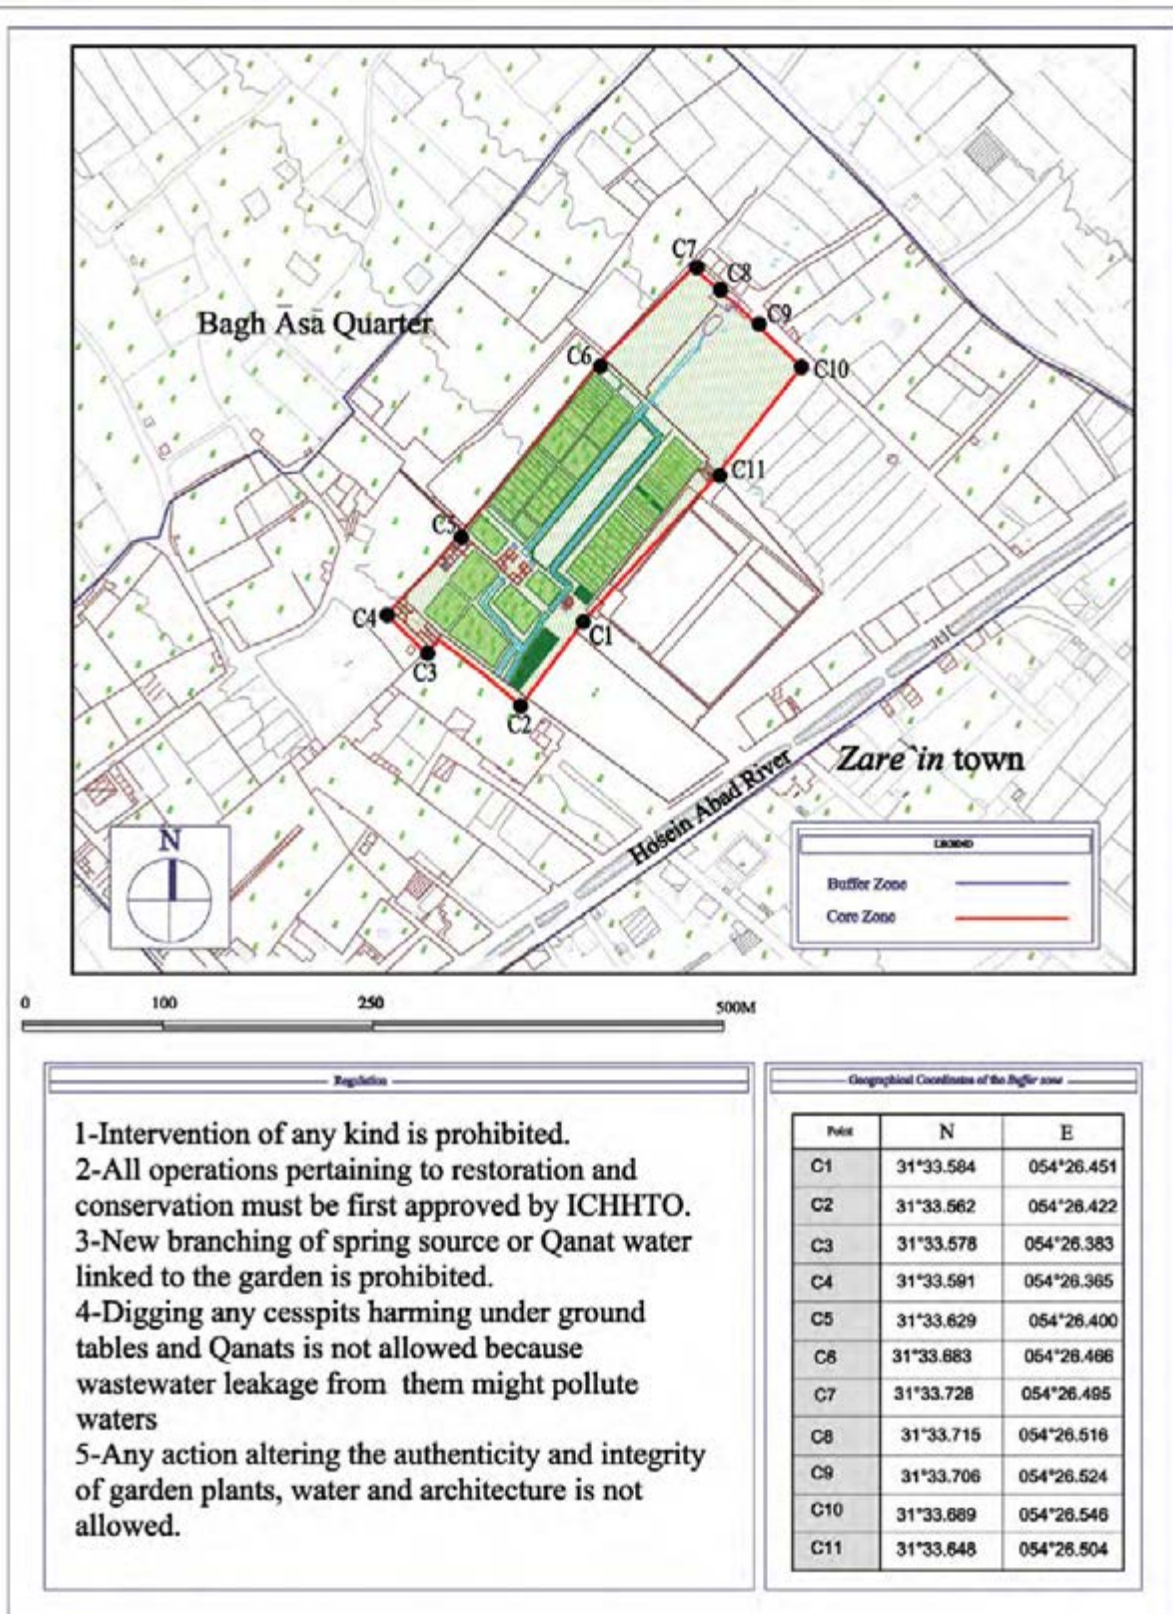 C7
C8
C9
Bagh Āsā Quarter
C6
C10
C11
C5
C4
C1
C3
C2
Zare`in town
Hosein Abad River
N
LEGEND
Buffer Zone
Core Zone
0 100 250 500M
Regulation
1-Intervention of any kind is prohibited.
2-All operations pertaining to restoration and
conservation must be first approved by ICHHTO.
3-New branching of spring source or Qanat water
linked to the garden is prohibited.
4-Digging any cesspits harming under ground
tables and Qanats is not allowed because
wastewater leakage from them might pollute
waters
5-Any action altering the authenticity and integrity
of garden plants, water and architecture is not
allowed.
Geographical Coordinates of the Buffer zone
Point N E
C1 31°33.584 054°26.451
C2 31°33.562 054°26.422
C3 31°33.578 054°26.383
C4 31°33.591 054°26.365
C5 31°33.629 054°26.400
C6 31°33.683 054°26.466
C7 31°33.728 054°26.495
C8 31°33.715 054°26.516
C9 31°33.706 054°26.524
C10 31°33.689 054°26.546
C11 31°33.648 054°26.504